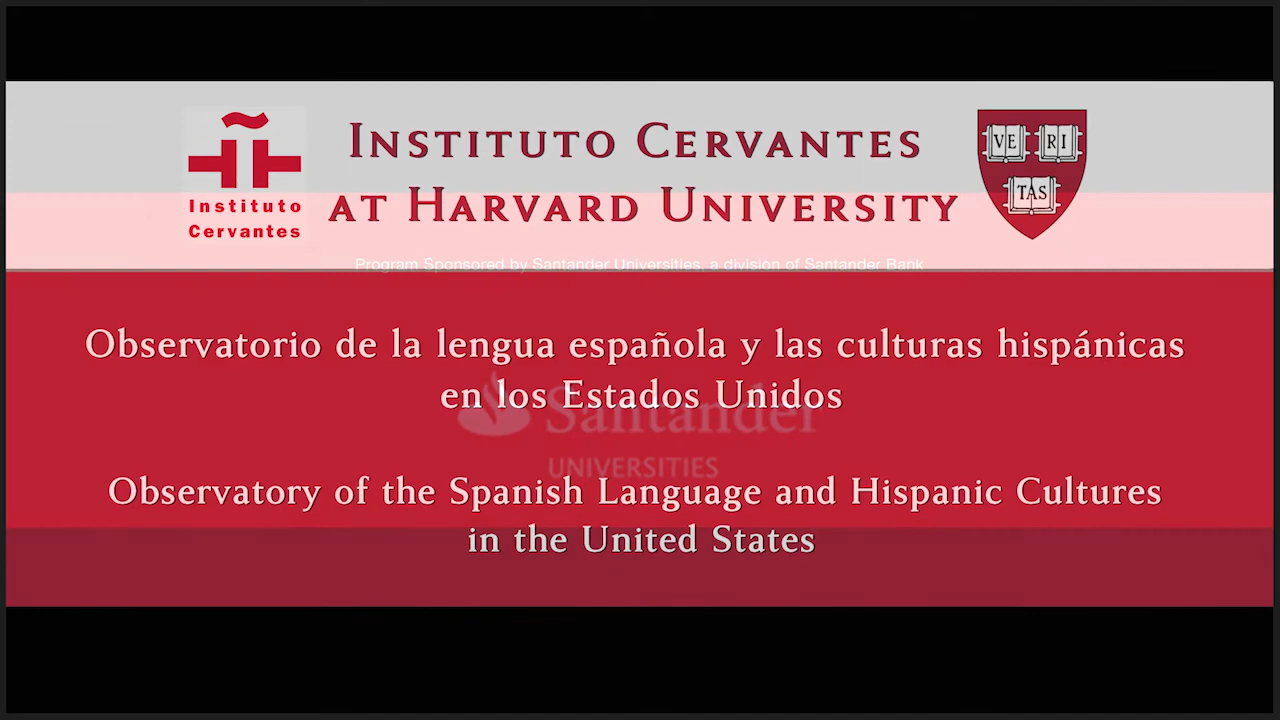 INSTITUTO CERVANTES
AT HARVARD UNIVERSITY
Instituto
Cervantes
VE RI
TAS
Program Sponsored by Santander Universities, a division of Santander Bank
Observatorio de la lengua española y las culturas hispánicas
en los Estados Unidos
Santander
UNIVERSITIES
Observatory of the Spanish Language and Hispanic Cultures
in the United States